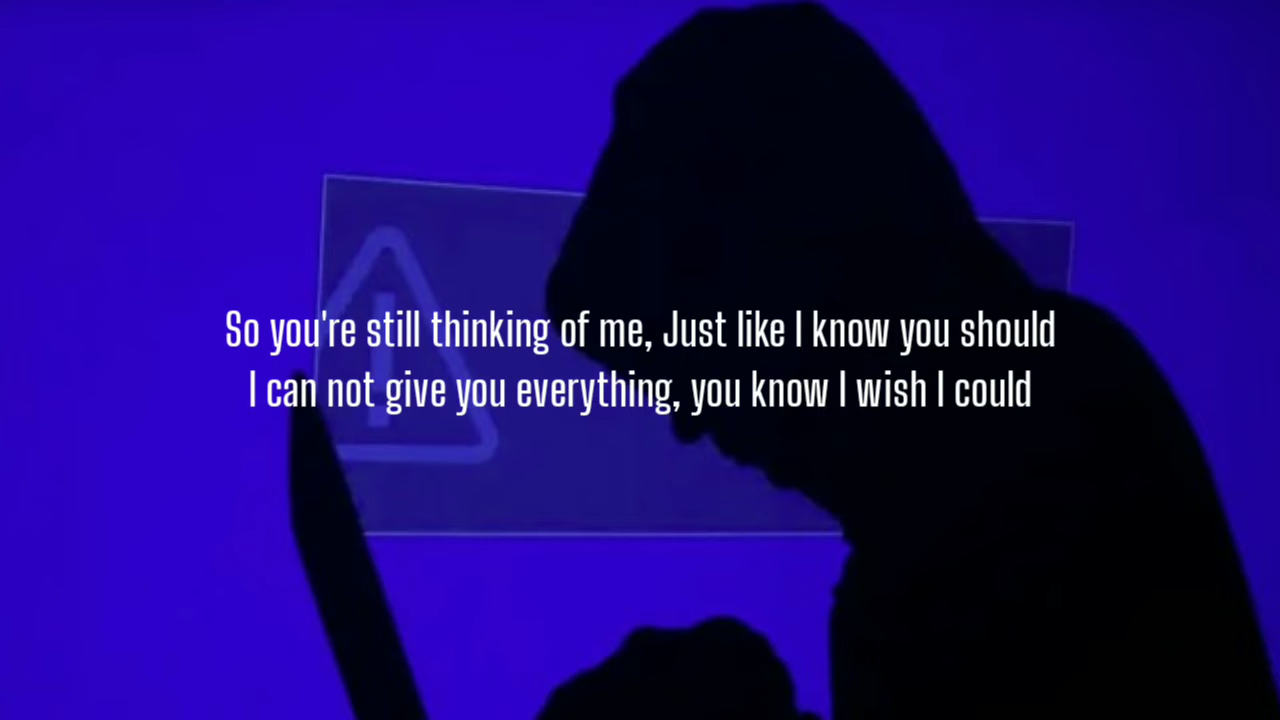 So you're still thinking of me, Just like I know you should
I can not give you everything, you know I wish I could